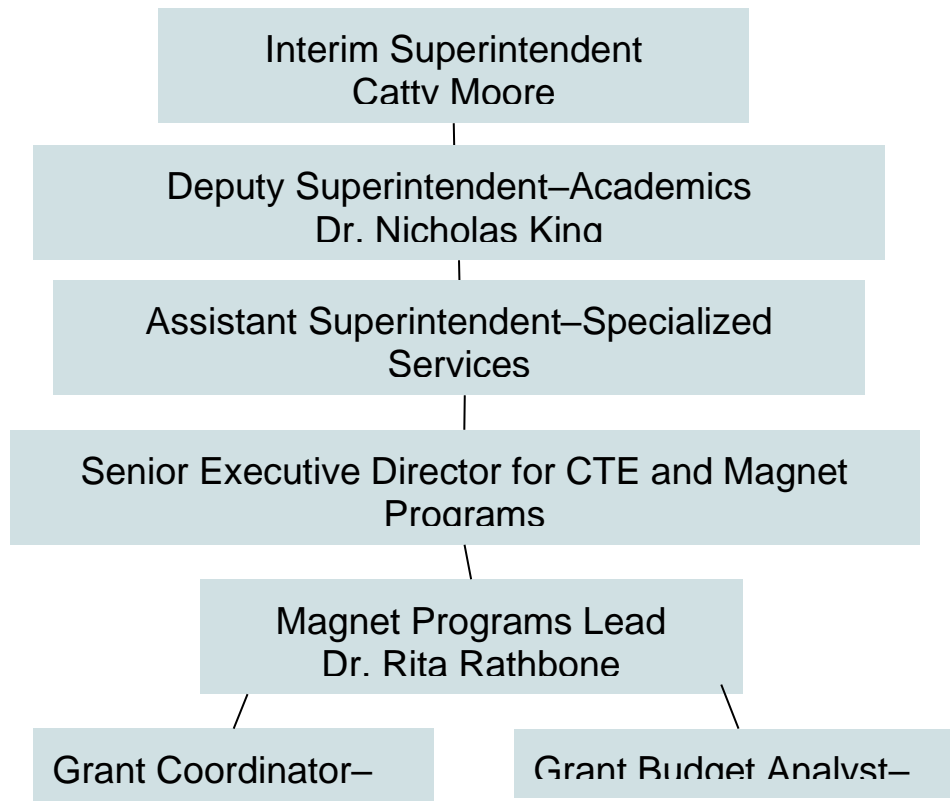 Interim Superintendent
Catty Moore
Deputy Superintendent–Academics
Dr. Nicholas King
Assistant Superintendent–Specialized
Services
Senior Executive Director for CTE and Magnet
Programs
Magnet Programs Lead
Dr. Rita Rathbone
Grant Coordinator–
Grant Budget Analyst–